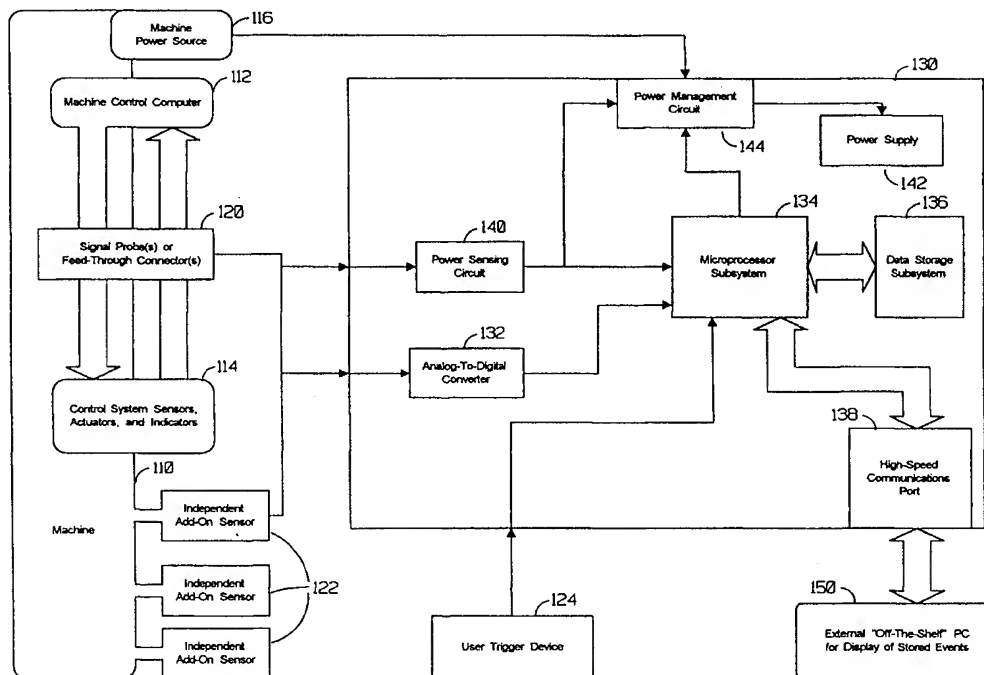 Machine
Power Source
116
112
Machine Control Computer
130
Power Management
Circuit
144
Power Supply
142
120
Signal Probe(s) or
Feed-Through Connector(s)
140
Power Sensing
Circuit
134
Microprocessor
Subsystem
136
Data Storage
Subsystem
132
Analog-To-Digital
Converter
114
Control System Sensors,
Actuators, and Indicators
138
High-Speed
Communications
Port
110
Machine
Independent
Add-On Sensor
Independent
Add-On Sensor
122
Independent
Add-On Sensor
124
User Trigger Device
150
External "Off-The-Shelf" PC
for Display of Stored Events